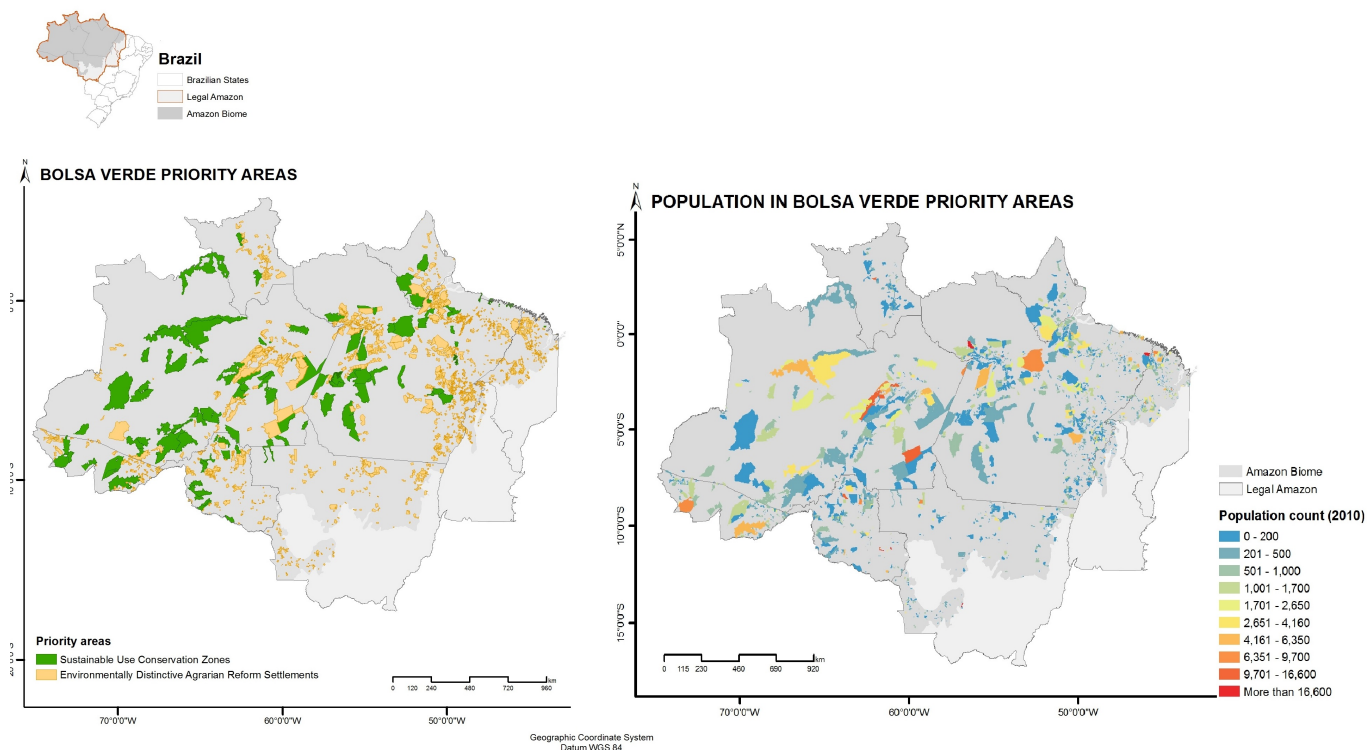 Brazil
Brazilian States
Legal Amazon
Amazon Biome
N
BOLSA VERDE PRIORITY AREAS
Priority areas
Sustainable Use Conservation Zones
Environmentally Distinctive Agrarian Reform Settlements
0 120 240 480 720 960
km
70°0'0"W 60°0'0"W 50°0'0"W
N
POPULATION IN BOLSA VERDE PRIORITY AREAS
5°0'0"N
0°0'0"
5°0'0"S
10°0'0"S
15°0'0"S
0 115 230 460 690 920
km
70°0'0"W 60°0'0"W 50°0'0"W
Amazon Biome
Legal Amazon
Population count (2010)
0 - 200
201 - 500
501 - 1,000
1,001 - 1,700
1,701 - 2,650
2,651 - 4,160
4,161 - 6,350
6,351 - 9,700
9,701 - 16,600
More than 16,600
Geographic Coordinate System
Datum WGS 84